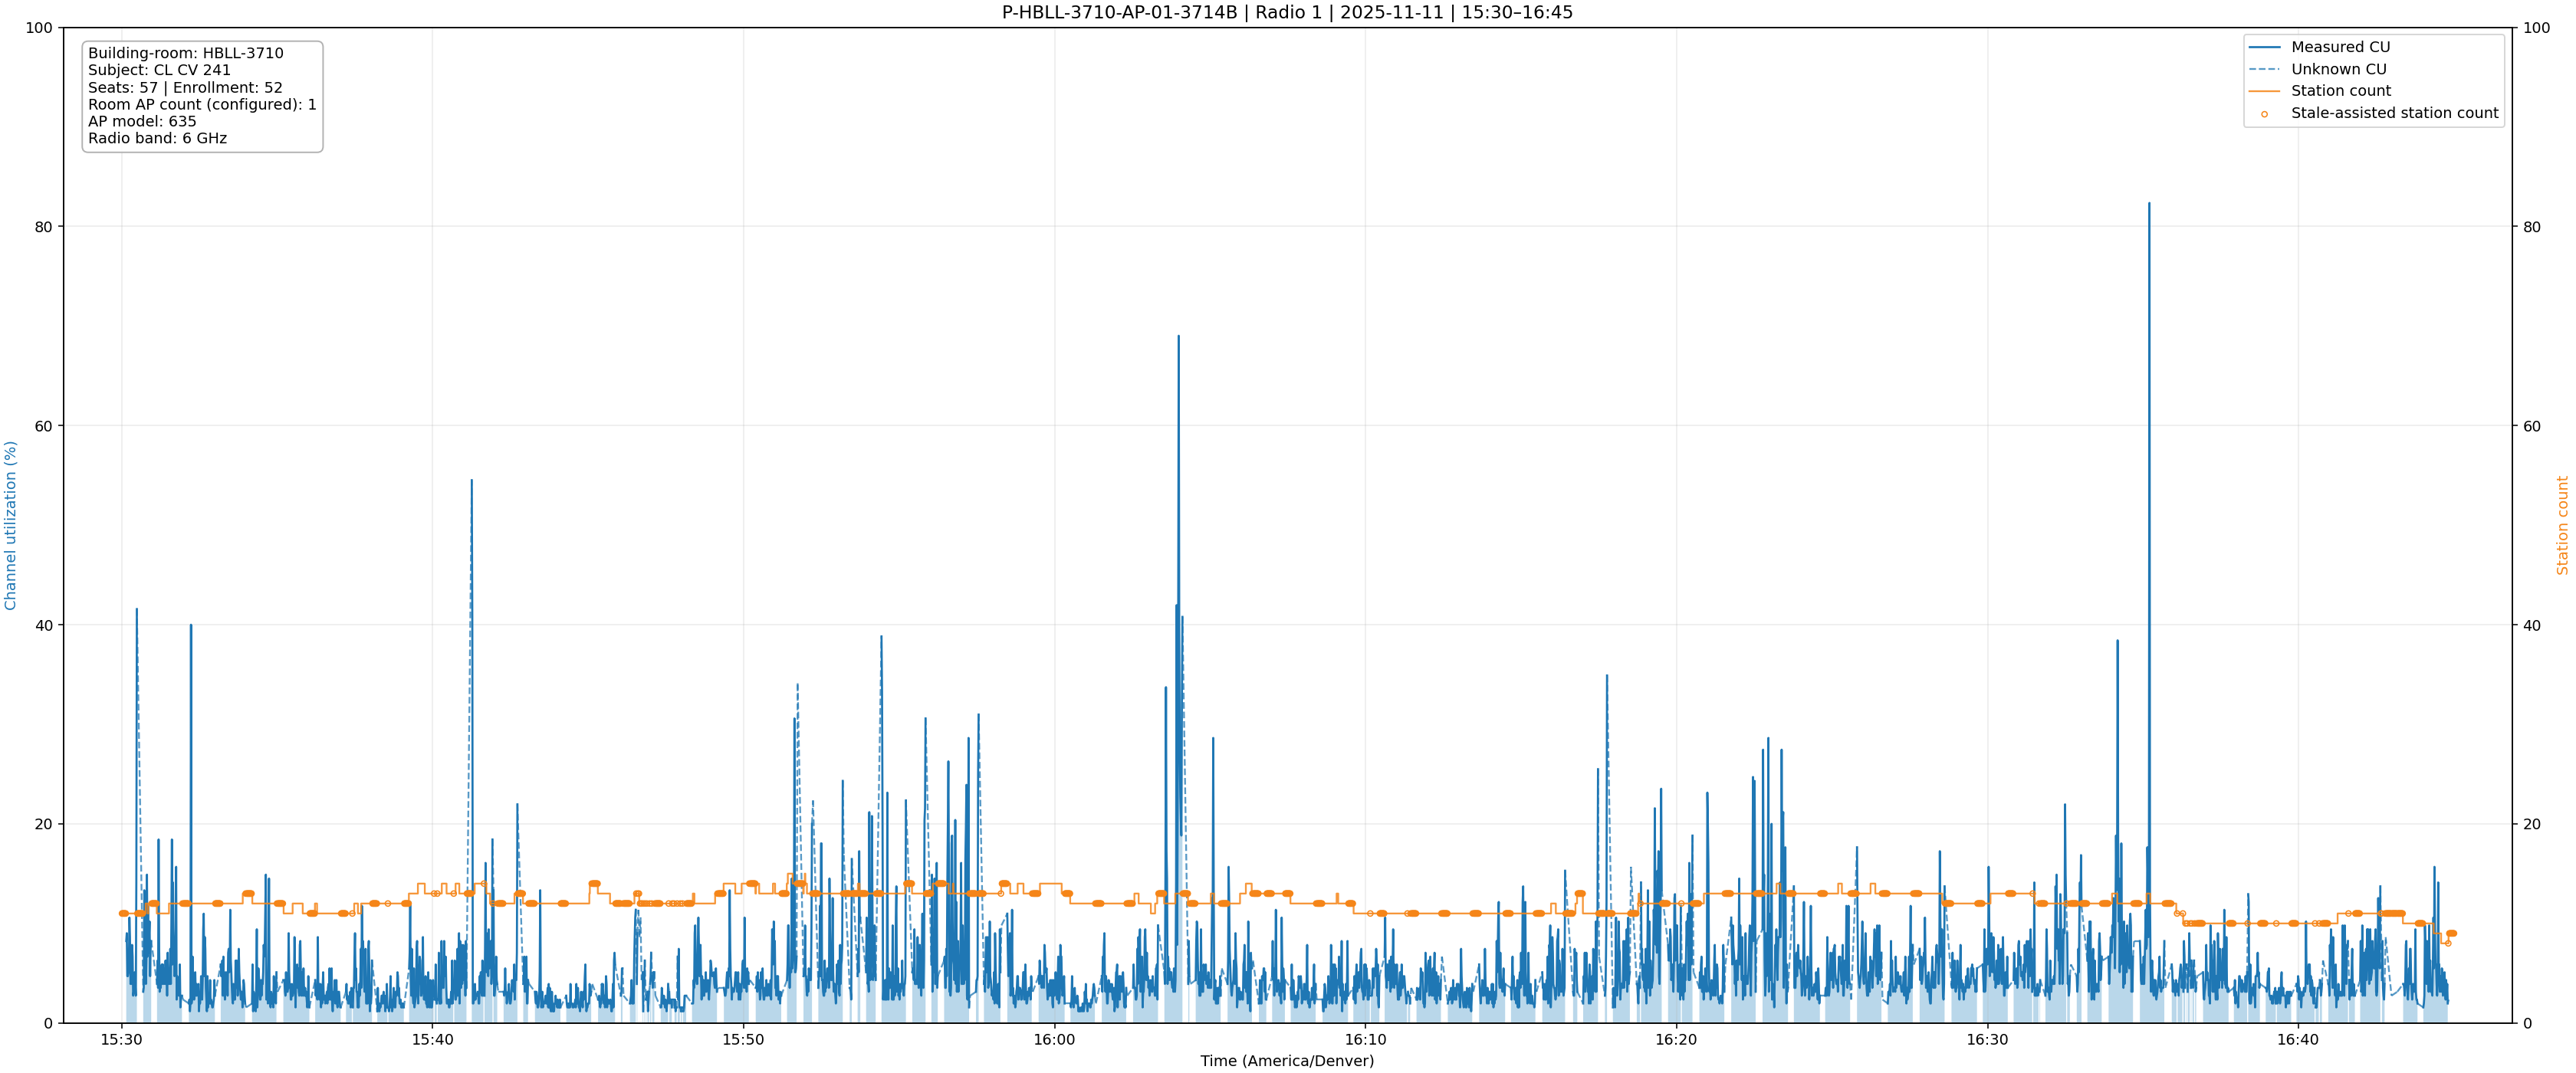 P-HBLL-3710-AP-01-3714B | Radio 1 | 2025-11-11 | 15:30–16:45
Building-room: HBLL-3710
Subject: CL CV 241
Seats: 57 | Enrollment: 52
Room AP count (configured): 1
AP model: 635
Radio band: 6 GHz
Measured CU
Unknown CU
Station count
Stale-assisted station count
Channel utilization (%)
100
80
60
40
20
0
100
80
60
40
20
0
Station count
15:30
15:40
15:50
16:00
16:10
16:20
16:30
16:40
Time (America/Denver)